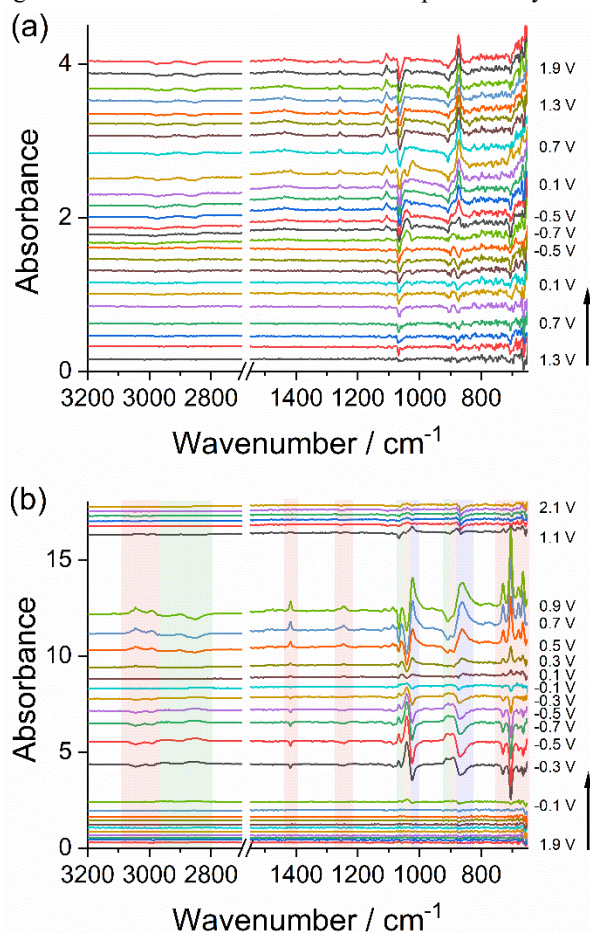 (a)
4
2
0
Absorbance
1.9 V
1.3 V
0.7 V
0.1 V
-0.5 V
-0.7 V
-0.5 V
0.1 V
0.7 V
1.3 V
3200 3000 2800 1400 1000 800
Wavenumber / cm-1
(b)
15
10
5
0
Absorbance
2.1 V
1.1 V
0.9 V
0.7 V
0.5 V
0.3 V
0.1 V
-0.1 V
-0.3 V
-0.5 V
-0.7 V
-0.5 V
-0.3 V
-0.1 V
1.9 V
3200 3000 2800 1400 1000 800
Wavenumber / cm-1